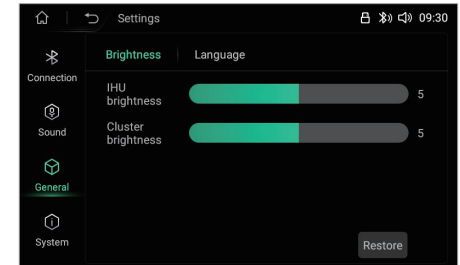 Settings
09:30
Connection
Sound
General
System
Brightness
Language
IHU
brightness
5
Cluster
brightness
5
Restore